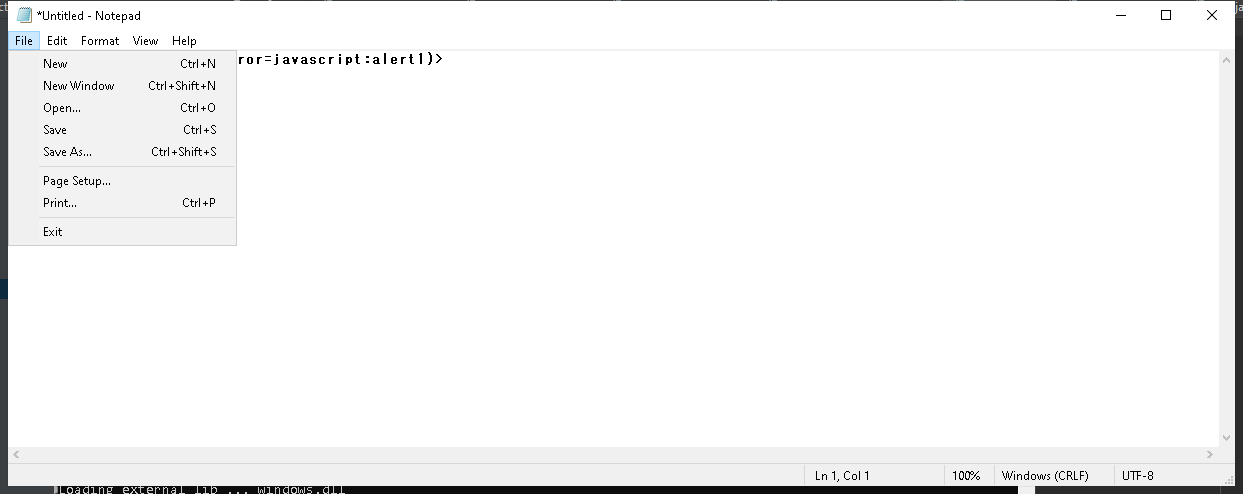 *Untitled - Notepad
File Edit Format View Help
ror=javascript:alert1)>
New Ctrl+N
New Window Ctrl+Shift+N
Open... Ctrl+O
Save Ctrl+S
Save As... Ctrl+Shift+S
Page Setup...
Print... Ctrl+P
Exit
Ln 1, Col 1 100% Windows (CRLF) UTF-8
Loading external lib ... windows.dll